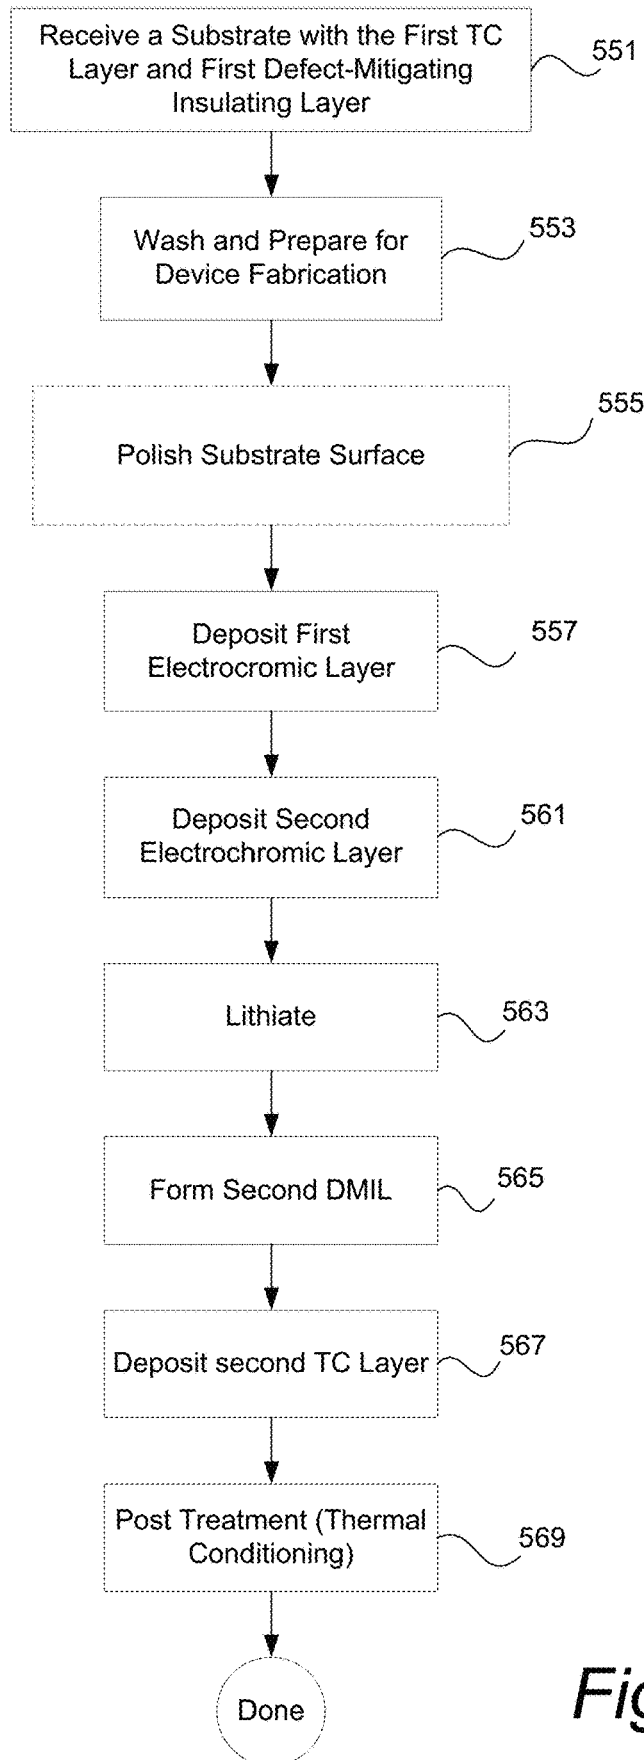 Receive a Substrate with the First TC
Layer and First Defect-Mitigating
Insulating Layer
551
Wash and Prepare for
Device Fabrication
553
Polish Substrate Surface
555
Deposit First
Electrocromic Layer
557
Deposit Second
Electrochromic Layer
561
Lithiate
563
Form Second DMIL
565
Deposit second TC Layer
567
Post Treatment (Thermal
Conditioning)
569
Done
Fig